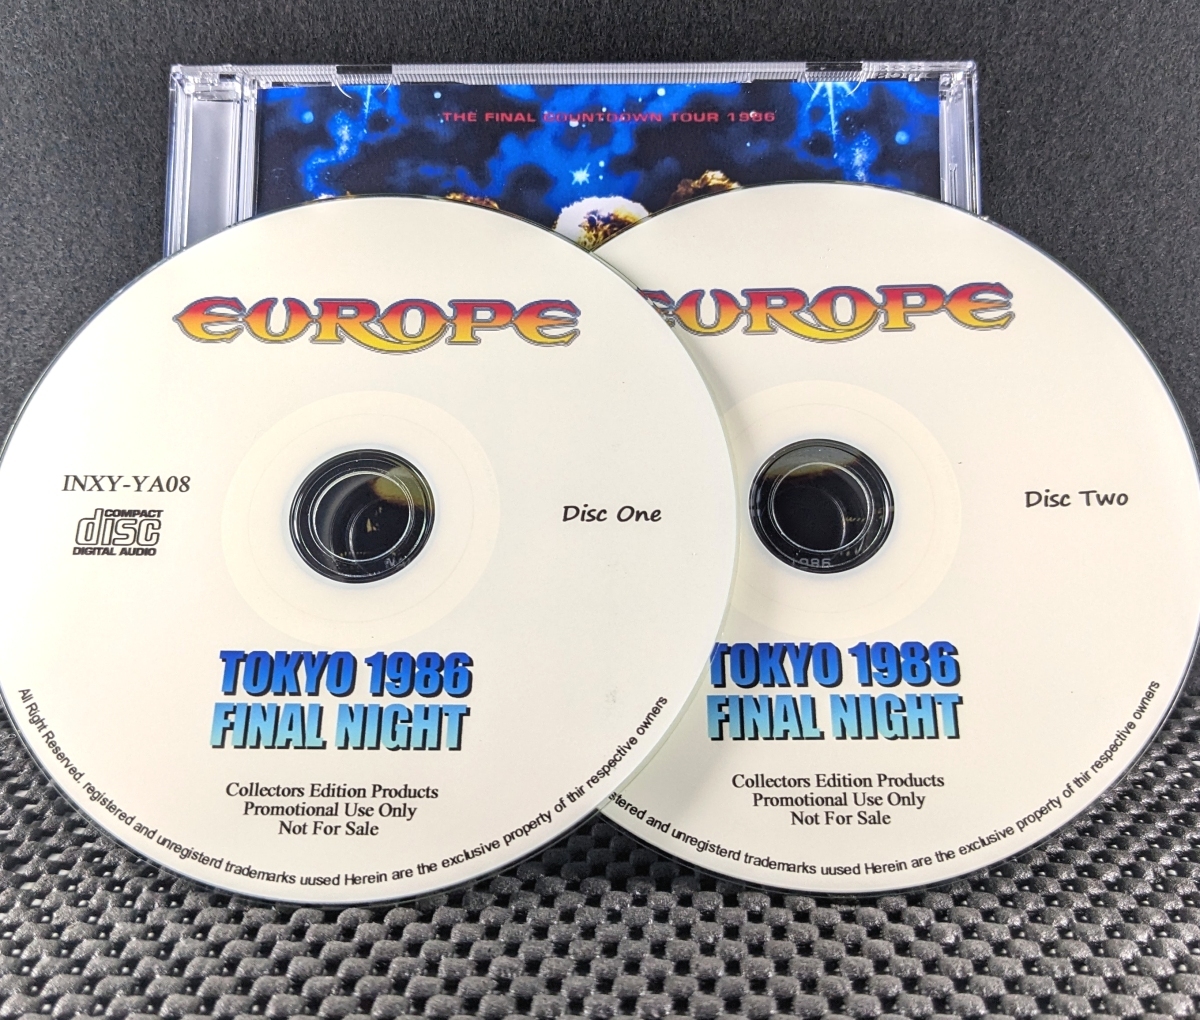 THE FINAL COUNTDOWN TOUR 1986
EUROPE
INXY-YA08
COMPACT
disc
DIGITAL AUDIO
Disc One
TOKYO 1986
FINAL NIGHT
Collectors Edition Products
Promotional Use Only
Not For Sale
All Right Reserved. registered and unregisterd trademarks uused Herein are the exclusive property of thir respective owners
EUROPE
Disc Two
TOKYO 1986
FINAL NIGHT
Collectors Edition Products
Promotional Use Only
Not For Sale
and unregisterd trademarks uused Herein are the exclusive property of thir respective owners